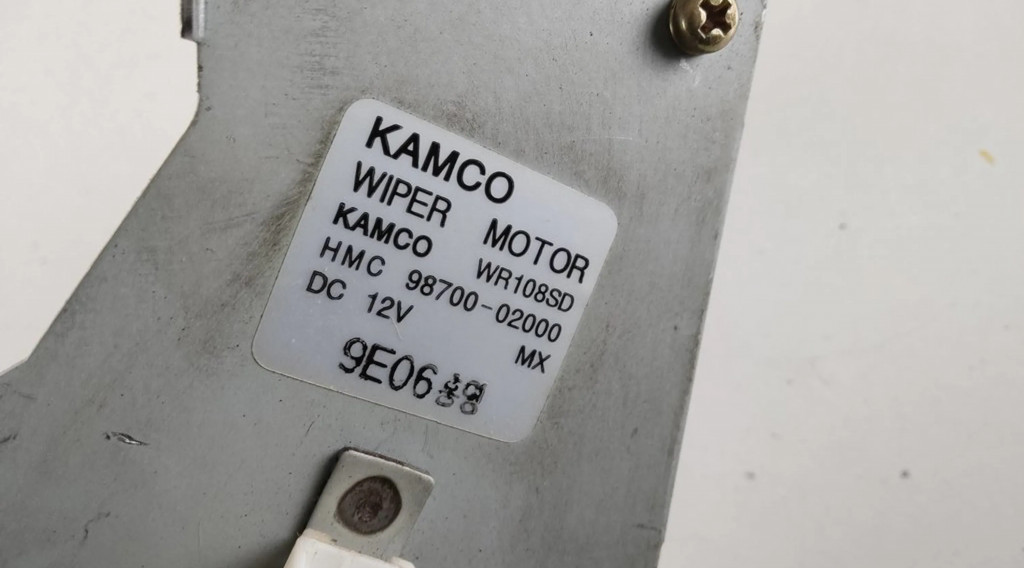 KAMCO
WIPER MOTOR
KAMCO WR108SD
HMC 98700-02000
DC 12V MX
9E06